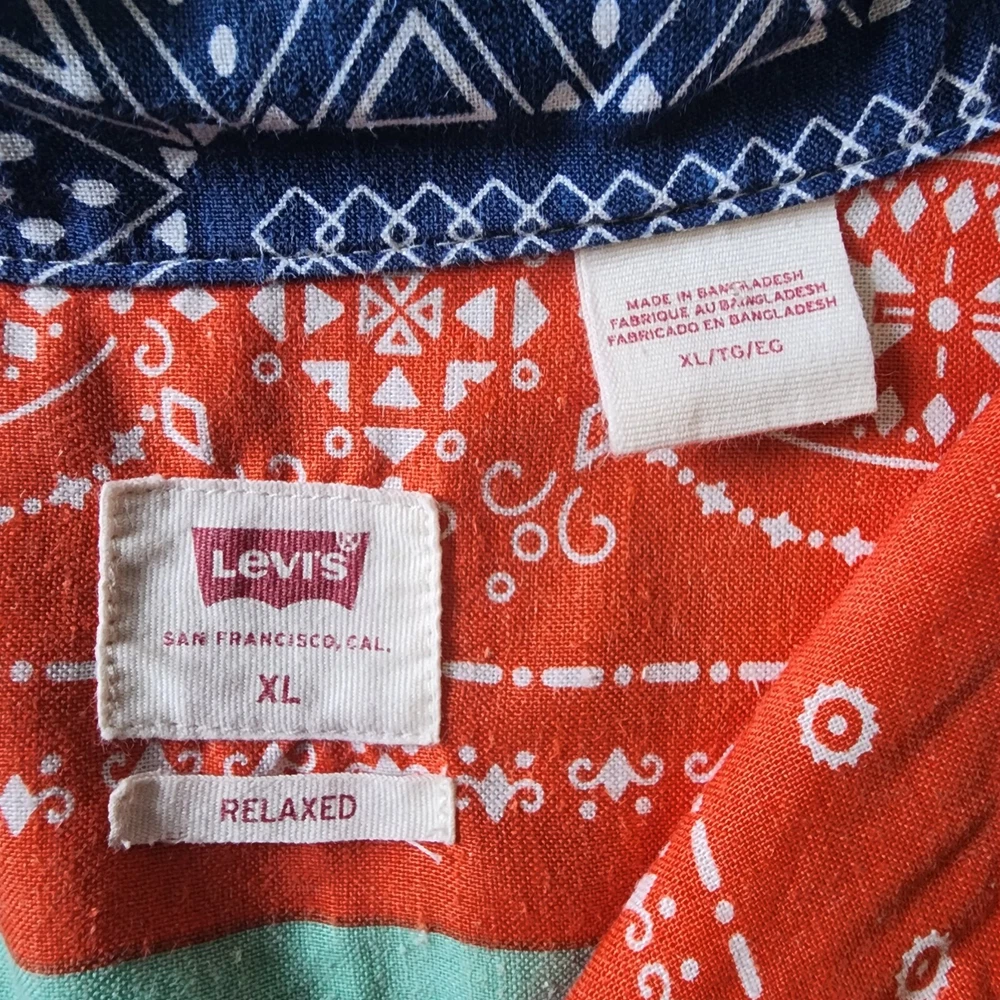 MADE IN BANGLADESH
FABRIQUE AU BANGLADESH
FABRICADO EN BANGLADESH
XL/TG/EG
Levi's
SAN FRANCISCO, CAL.
XL
RELAXED